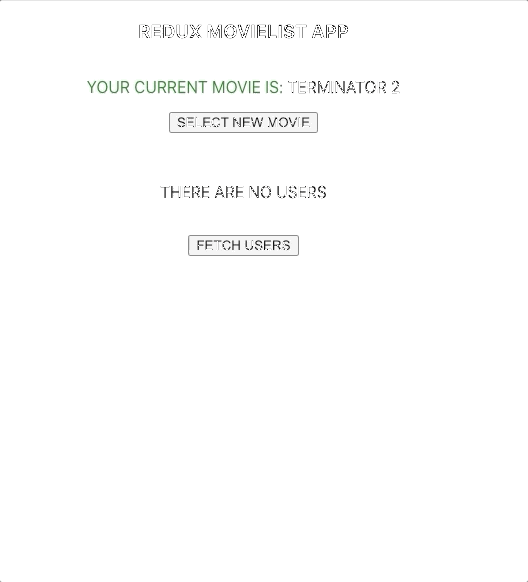 REDUX MOVIELIST APP
YOUR CURRENT MOVIE IS: TERMINATOR 2
SELECT NEW MOVIE
THERE ARE NO USERS
FETCH USERS